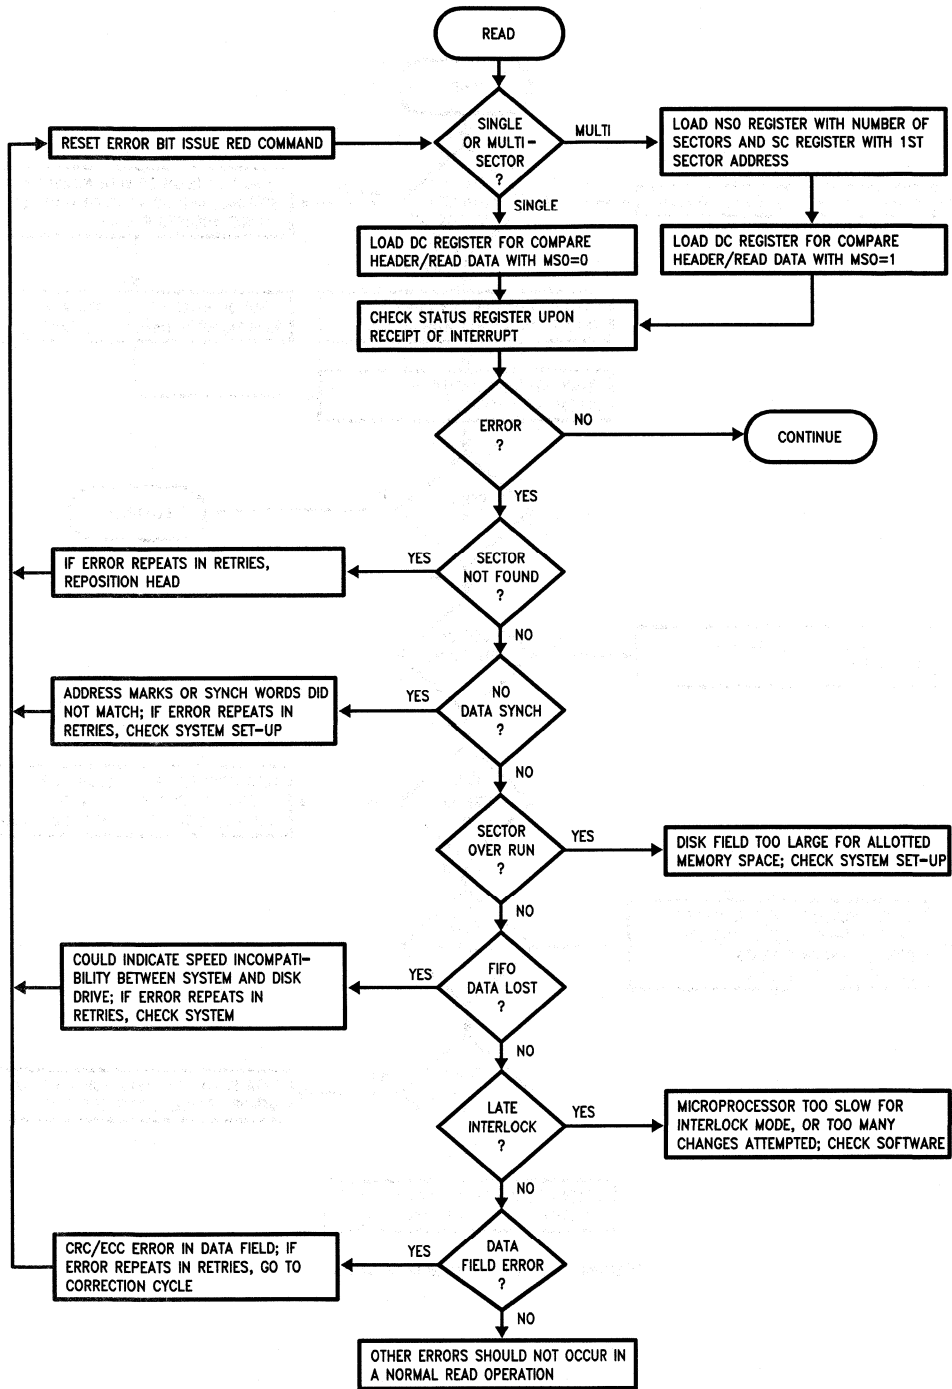 READ
SINGLE
OR MULTI-
SECTOR
?
MULTI
SINGLE
RESET ERROR BIT ISSUE RED COMMAND
LOAD NSO REGISTER WITH NUMBER OF
SECTORS AND SC REGISTER WITH 1ST
SECTOR ADDRESS
LOAD DC REGISTER FOR COMPARE
HEADER/READ DATA WITH MSO=0
LOAD DC REGISTER FOR COMPARE
HEADER/READ DATA WITH MSO=1
CHECK STATUS REGISTER UPON
RECEIPT OF INTERRUPT
ERROR
?
NO
CONTINUE
YES
SECTOR
NOT FOUND
?
YES
IF ERROR REPEATS IN RETRIES,
REPOSITION HEAD
NO
NO
DATA SYNCH
?
YES
ADDRESS MARKS OR SYNCH WORDS DID
NOT MATCH; IF ERROR REPEATS IN
RETRIES, CHECK SYSTEM SET-UP
NO
SECTOR
OVER RUN
?
YES
DISK FIELD TOO LARGE FOR ALLOTTED
MEMORY SPACE; CHECK SYSTEM SET-UP
NO
FIFO
DATA LOST
?
YES
COULD INDICATE SPEED INCOMPATI-
BILITY BETWEEN SYSTEM AND DISK
DRIVE; IF ERROR REPEATS IN
RETRIES, CHECK SYSTEM
NO
LATE
INTERLOCK
?
YES
MICROPROCESSOR TOO SLOW FOR
INTERLOCK MODE, OR TOO MANY
CHANGES ATTEMPTED; CHECK SOFTWARE
NO
DATA
FIELD ERROR
?
YES
CRC/ECC ERROR IN DATA FIELD; IF
ERROR REPEATS IN RETRIES, GO TO
CORRECTION CYCLE
NO
OTHER ERRORS SHOULD NOT OCCUR IN
A NORMAL READ OPERATION